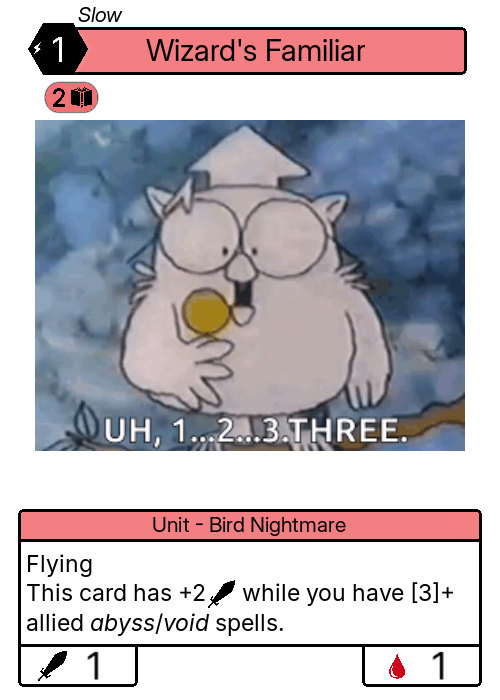 Slow
1
Wizard's Familiar
2
UH, 1...2...3.THREE.
Unit - Bird Nightmare
Flying
This card has +2 while you have [3]+
allied abyss/void spells.
1
1